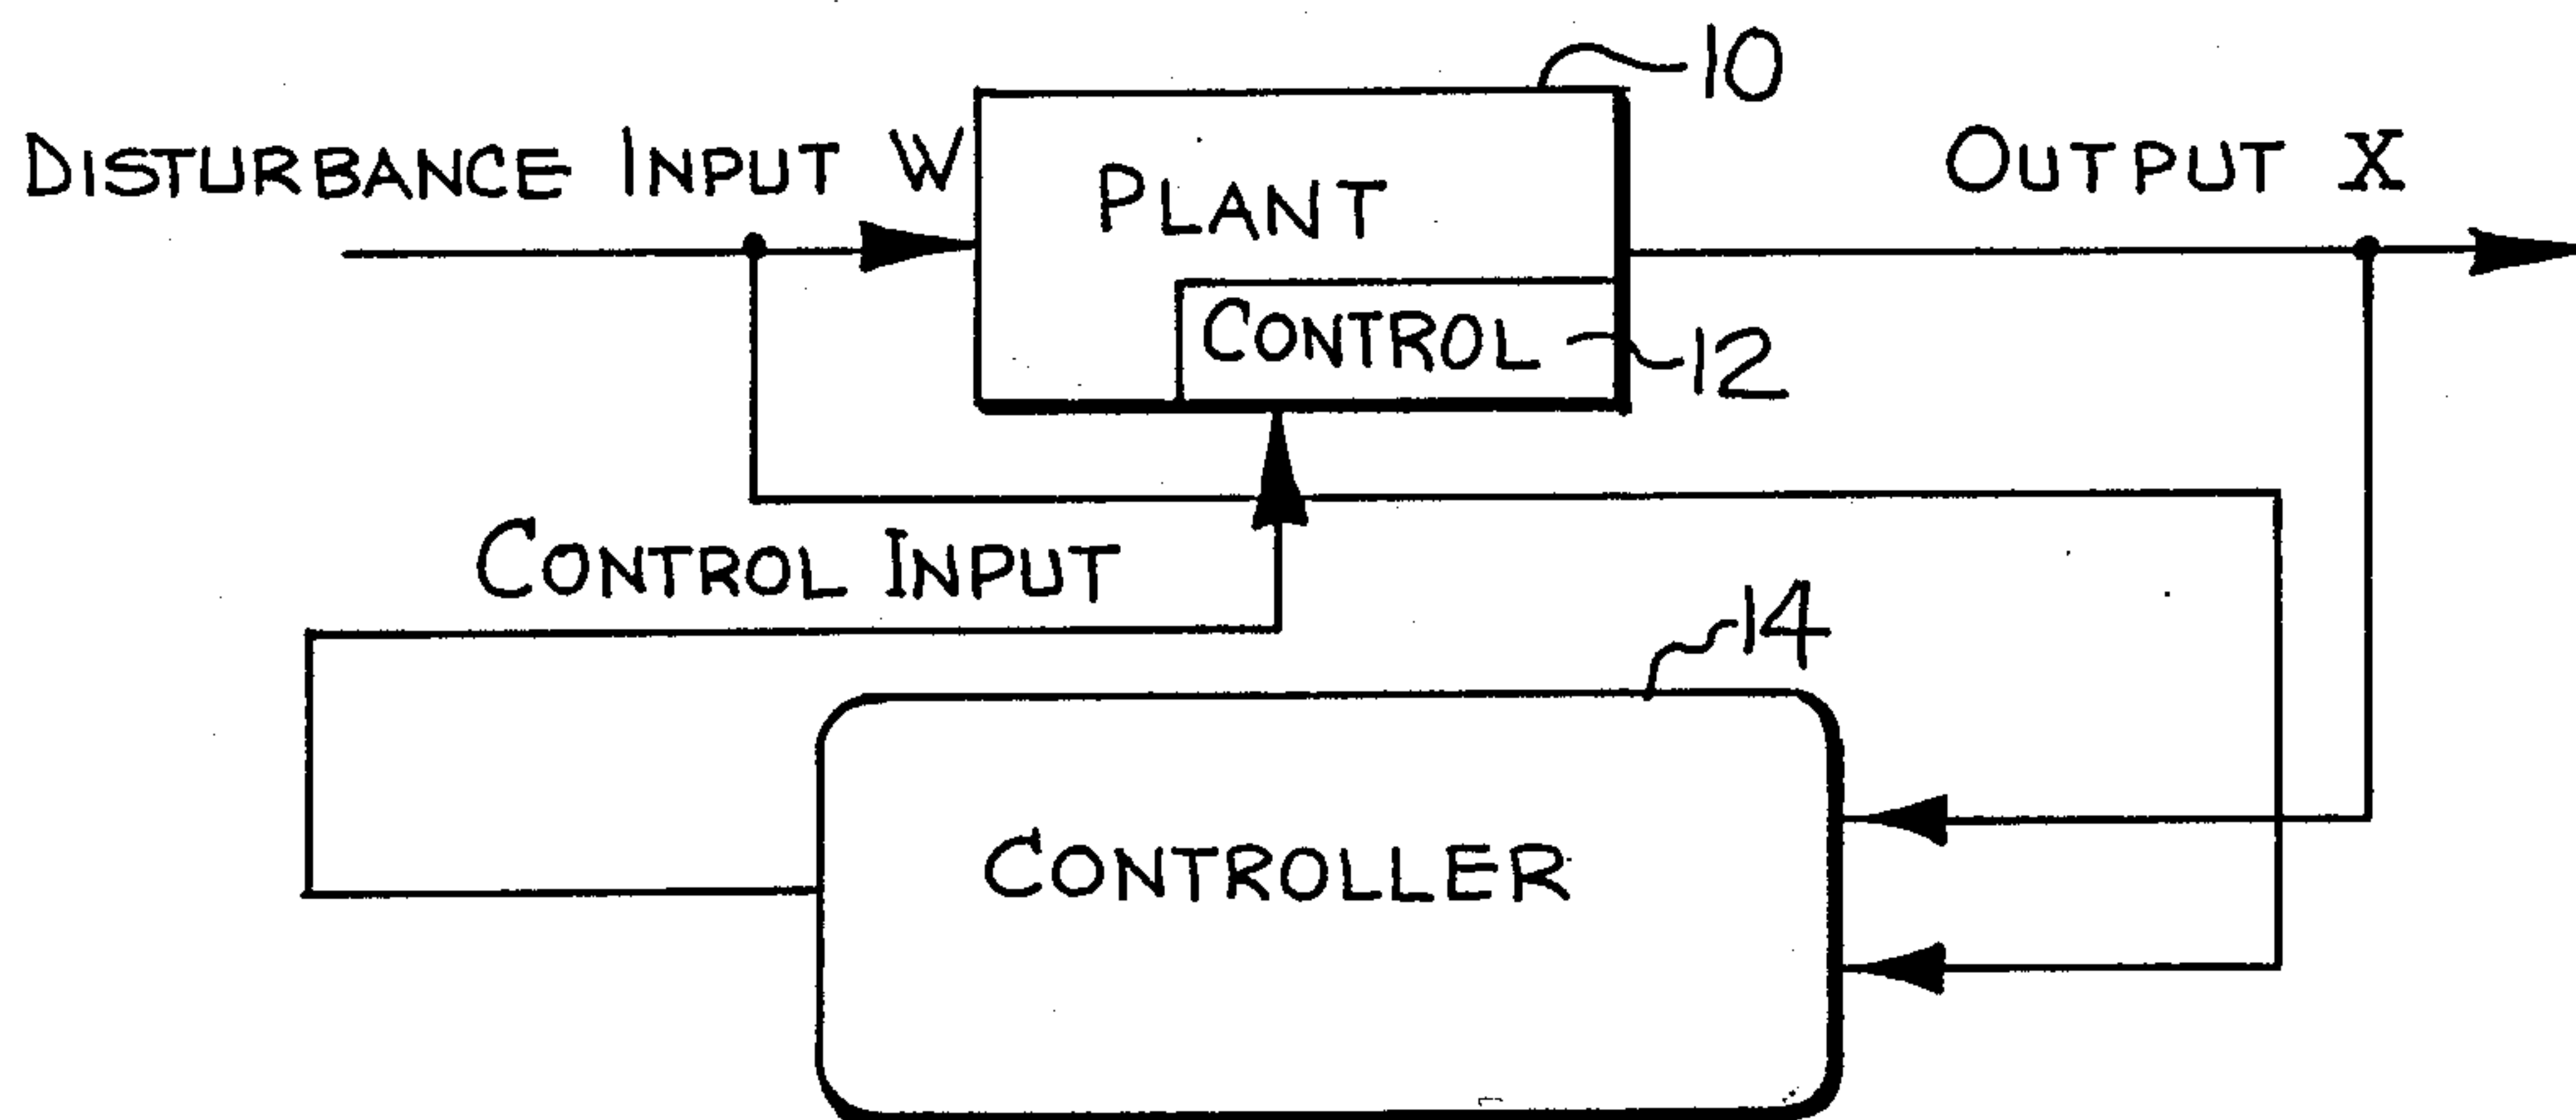 10
DISTURBANCE INPUT W
PLANT
OUTPUT X
CONTROL
12
CONTROL INPUT
14
CONTROLLER